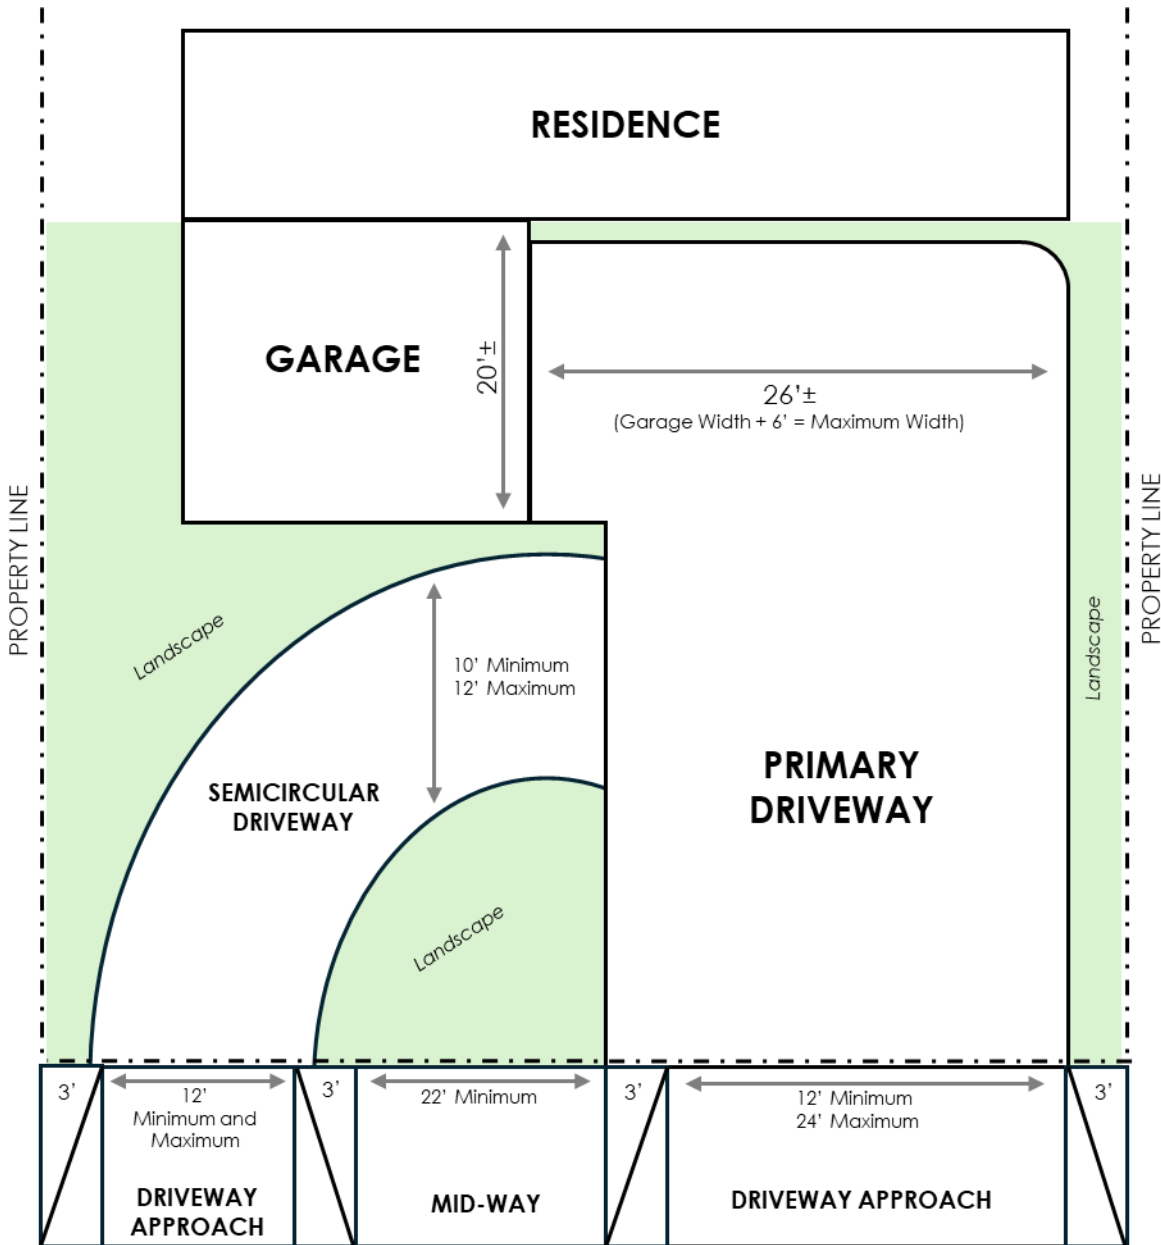 RESIDENCE
GARAGE
20'±
26'±
(Garage Width + 6' = Maximum Width)
PROPERTY LINE
PROPERTY LINE
Landscape
Landscape
10' Minimum
12' Maximum
SEMICIRCULAR
DRIVEWAY
PRIMARY
DRIVEWAY
Landscape
3'
12'
Minimum and
Maximum
3'
22' Minimum
3'
12' Minimum
24' Maximum
3'
DRIVEWAY
APPROACH
MID-WAY
DRIVEWAY APPROACH